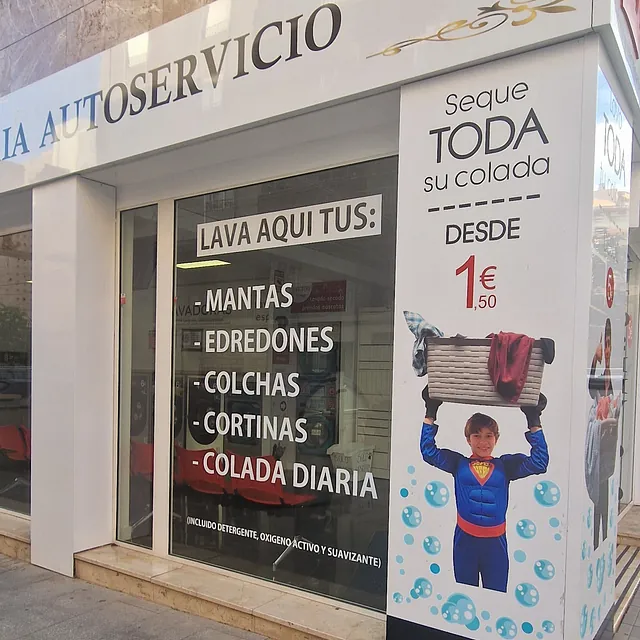 IA AUTOSERVICIO
Seque
TODA
su colada
DESDE
1€
,50
LAVA AQUI TUS:
- MANTAS
- EDREDONES
- COLCHAS
- CORTINAS
- COLADA DIARIA
(INCLUIDO DETERGENTE, OXIGENO ACTIVO Y SUAVIZANTE)